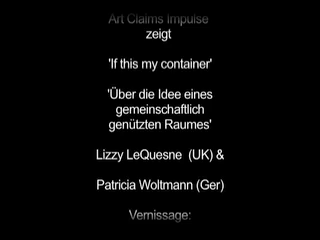 Art Claims Impulse
zeigt
'If this my container'
'Über die Idee eines
gemeinschaftlich
genützten Raumes'
Lizzy LeQuesne (UK) &
Patricia Woltmann (Ger)
Vernissage: